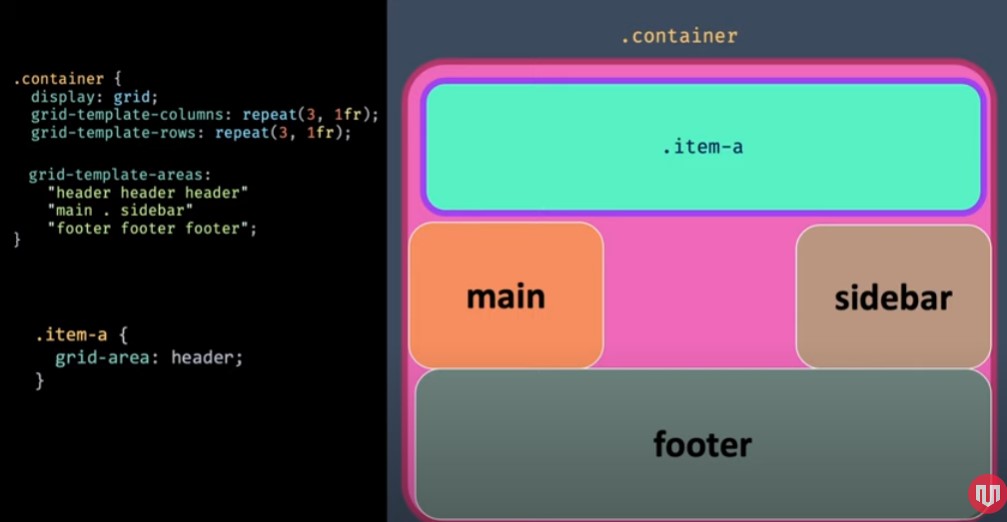 .container {
display: grid;
grid-template-columns: repeat(3, 1fr);
grid-template-rows: repeat(3, 1fr);
grid-template-areas:
"header header header"
"main . sidebar"
"footer footer footer";
}
.item-a {
grid-area: header;
}
.container
.item-a
main
sidebar
footer